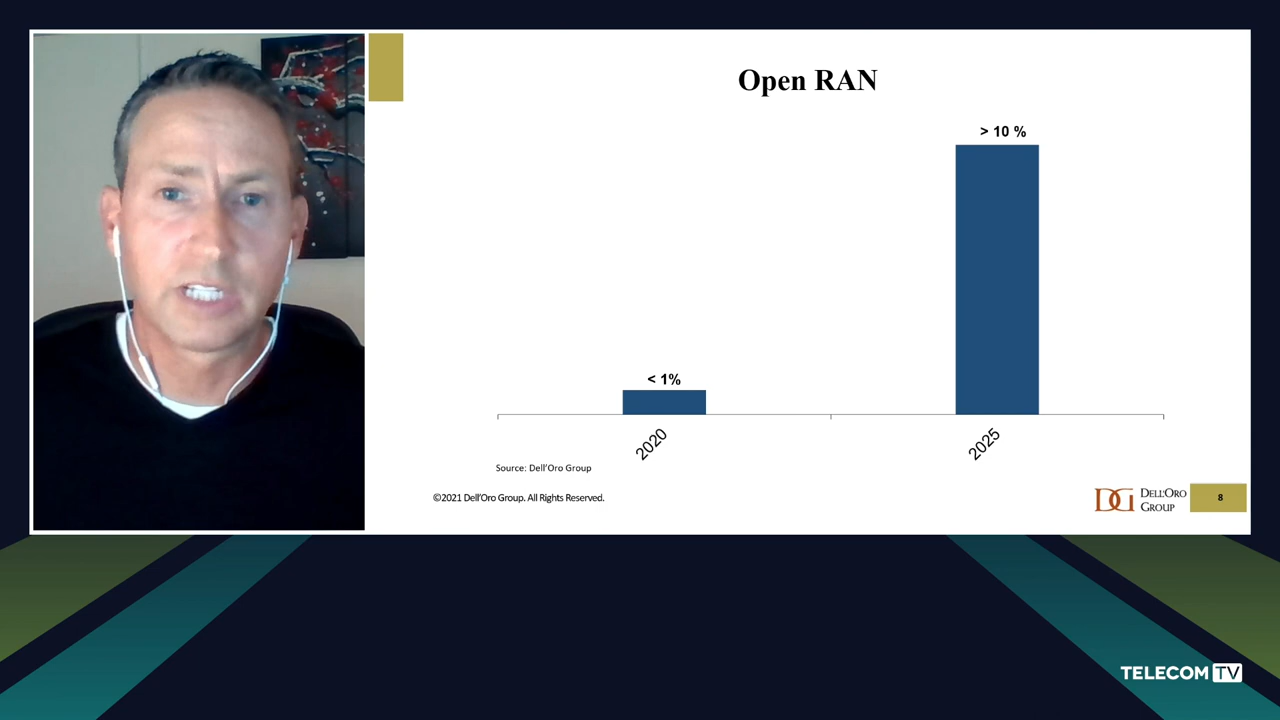 Open RAN
> 10 %
< 1%
2020
2025
Source: Dell'Oro Group
©2021 Dell'Oro Group. All Rights Reserved.
DG
DELL'ORO
GROUP
8
TELECOM TV